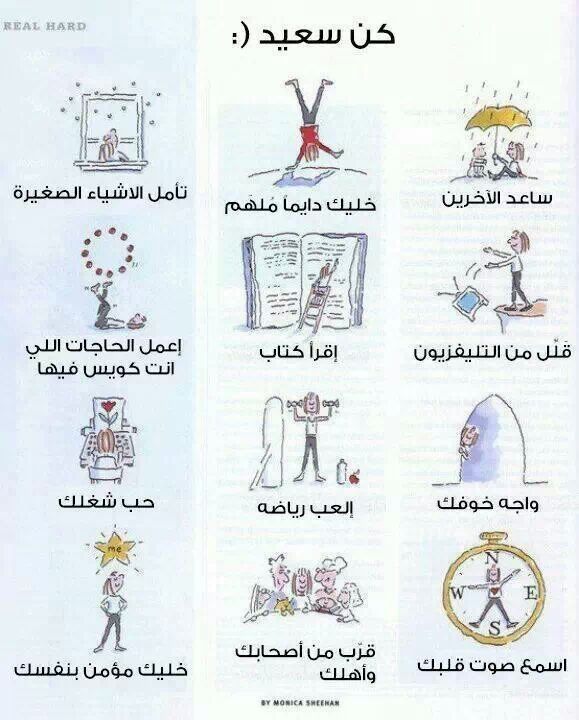 REAL HARD
كن سعيد (:
ساعد الآخرين
خليك دايماً مُلهَم
تأمل الاشياء الصغيرة
قَلّل من التليفزيون
إقرأ كتاب
إعمل الحاجات اللي
انت كويس فيها
واجه خوفك
إلعب رياضه
حب شغلك
me
N
W
E
S
اسمع صوت قلبك
قرّب من أصحابك
وأهلك
خليك مؤمن بنفسك
BY MONICA SHEEHAN